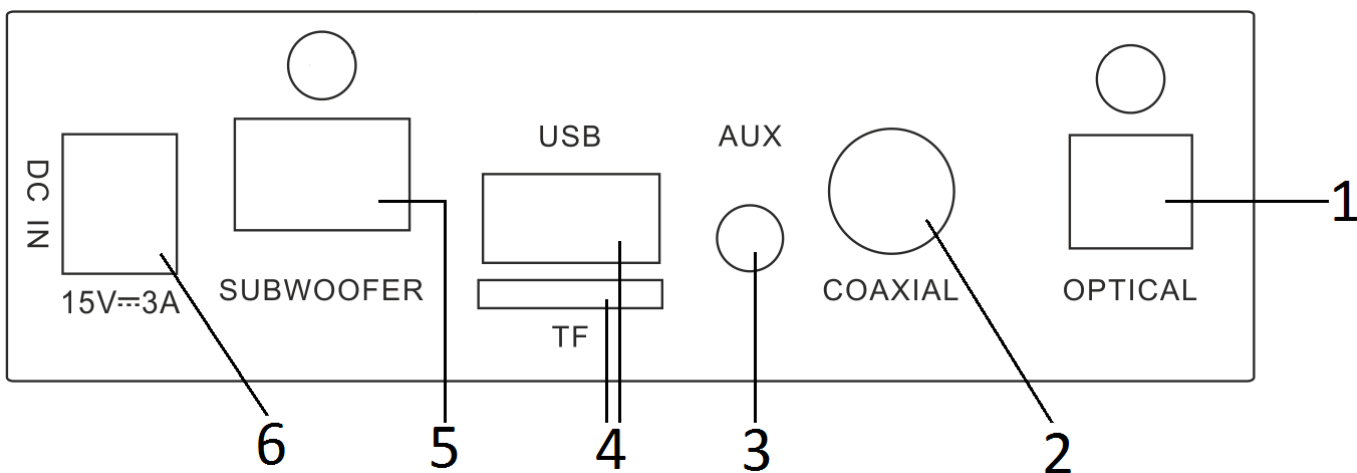 DC IN
15V⎓3A
SUBWOOFER
USB
TF
AUX
COAXIAL
OPTICAL
1
2
3
4
5
6